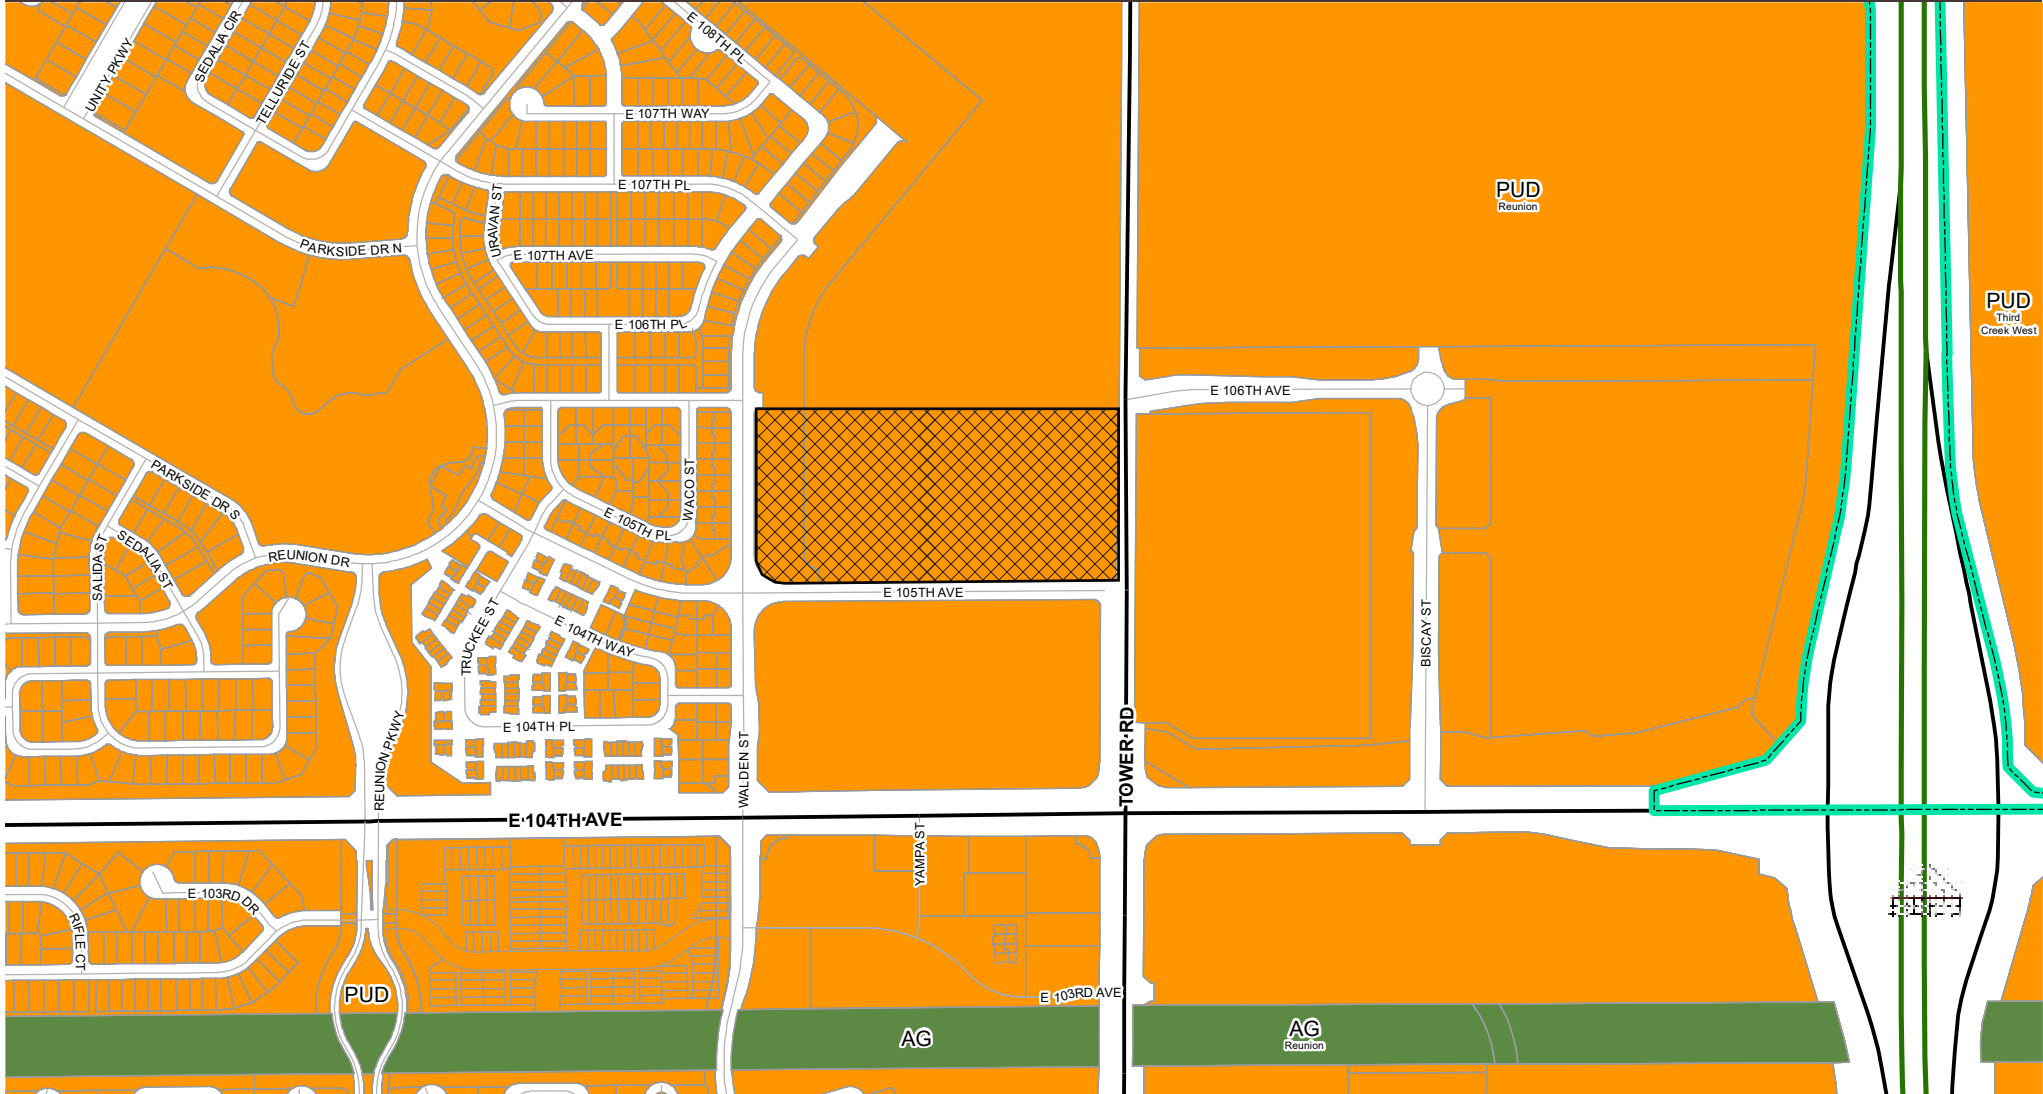 E 108TH PL
SEDALIA CIR
UNITY PKWY
TELLURIDE ST
E 107TH WAY
E 107TH PL
PUD
Reunion
URAVAN ST
PARKSIDE DR N
E 107TH AVE
PUD
Third
Creek West
E 106TH PL
E 106TH AVE
PARKSIDE DR S
WACO ST
E 105TH PL
SALIDA ST
SEDALIA ST
REUNION DR
E 105TH AVE
TRUCKEE ST
E 104TH WAY
BISCAY ST
E 104TH PL
REUNION PKWY
WALDEN ST
TOWER RD
E 104TH AVE
YAMPA ST
E 103RD DR
RIFLE CT
PUD
E 103RD AVE
AG
AG
Reunion